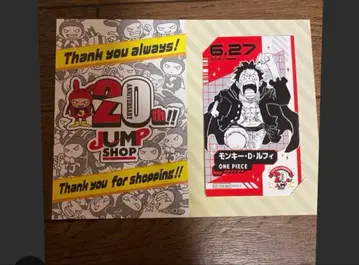 Thank you always!
20th!!
ANNIVERSARY
JUMP
SHOP
Thank you for shopping!!
6.27
モンキー・D・ルフィ
ONE PIECE